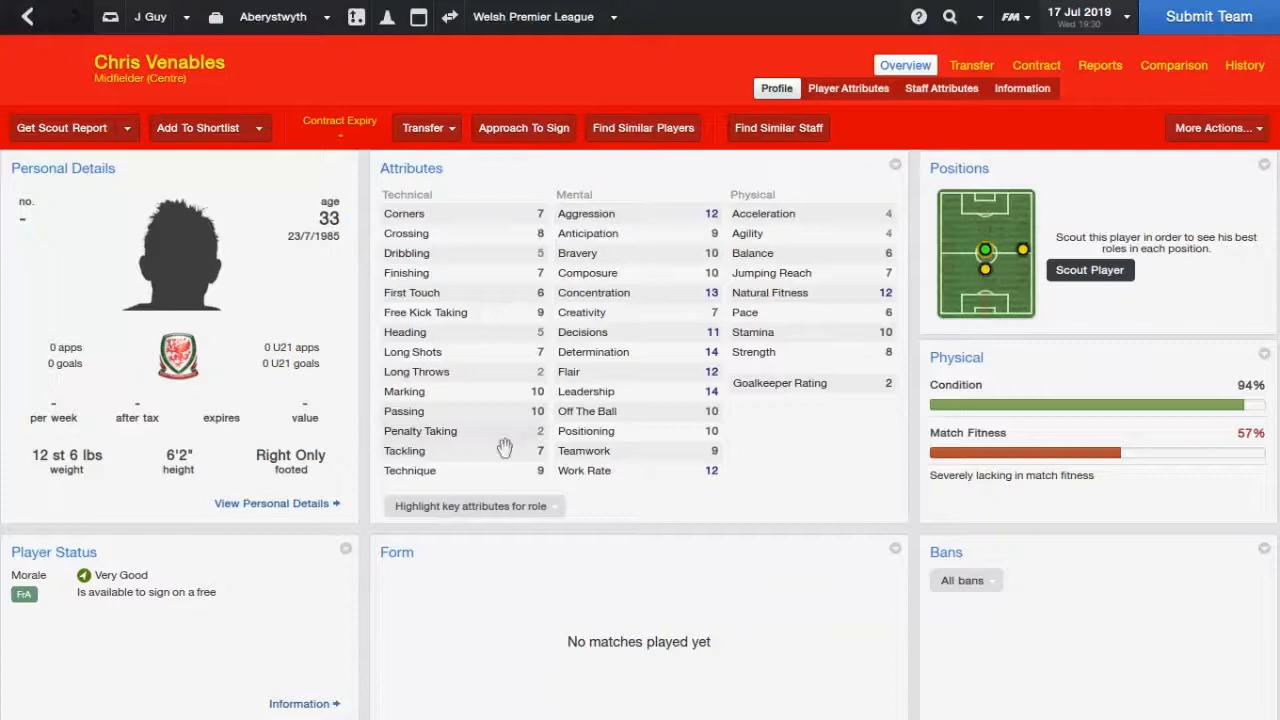 J Guy
Aberystwyth
Welsh Premier League
FM
17 Jul 2019
Wed 19:30
Submit Team
Chris Venables
Midfielder (Centre)
Overview Transfer Contract Reports Comparison History
Profile Player Attributes Staff Attributes Information
Get Scout Report
Add To Shortlist
Contract Expiry
-
Transfer
Approach To Sign
Find Similar Players
Find Similar Staff
More Actions...
Personal Details
no.
-
age
33
23/7/1985
0 apps
0 goals
0 U21 apps
0 U21 goals
- - -
per week after tax expires value
12 st 6 lbs 6'2" Right Only
weight height footed
View Personal Details
Attributes
Technical Mental Physical
Corners 7 Aggression 12 Acceleration 4
Crossing 8 Anticipation 9 Agility 4
Dribbling 5 Bravery 10 Balance 6
Finishing 7 Composure 10 Jumping Reach 7
First Touch 6 Concentration 13 Natural Fitness 12
Free Kick Taking 9 Creativity 7 Pace 6
Heading 5 Decisions 11 Stamina 10
Long Shots 7 Determination 14 Strength 8
Long Throws 2 Flair 12
Goalkeeper Rating 2
Marking 10 Leadership 14
Passing 10 Off The Ball 10
Penalty Taking 2 Positioning 10
Tackling 7 Teamwork 9
Technique 9 Work Rate 12
Highlight key attributes for role
Positions
Scout this player in order to see his best
roles in each position.
Scout Player
Physical
Condition 94%
Match Fitness 57%
Severely lacking in match fitness
Player Status
Morale Very Good
FrA Is available to sign on a free
Information
Form
No matches played yet
Bans
All bans